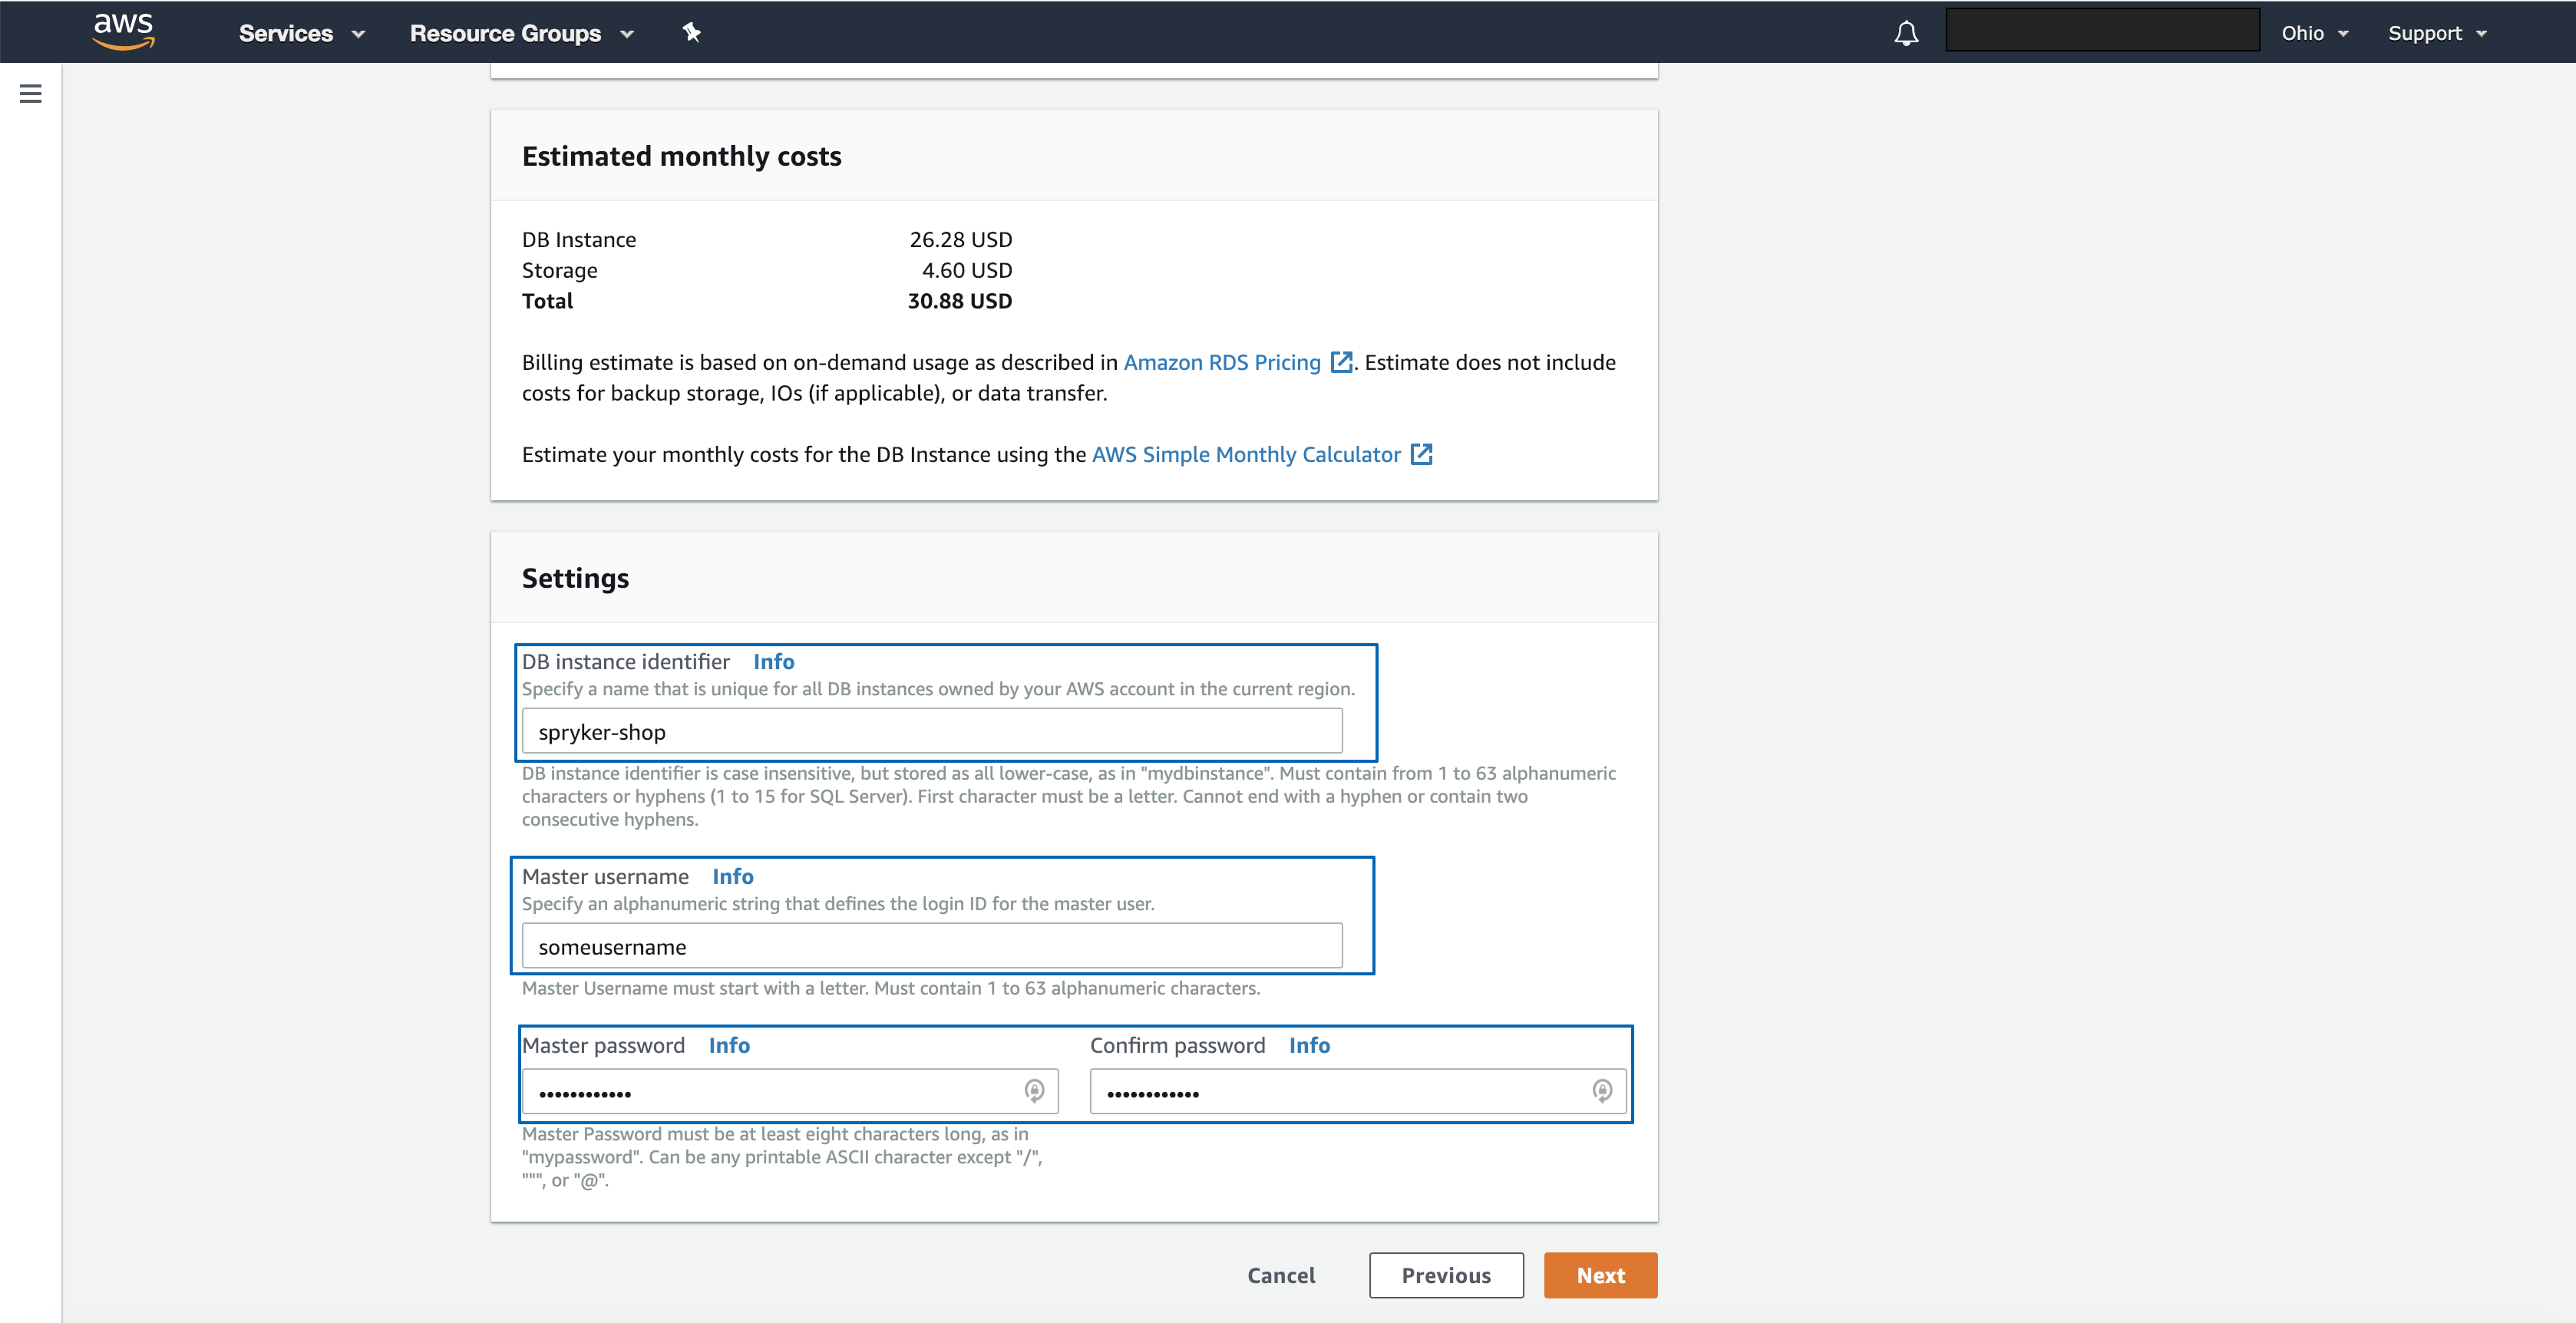 aws Services Resource Groups Ohio Support
Estimated monthly costs
DB Instance 26.28 USD
Storage 4.60 USD
Total 30.88 USD
Billing estimate is based on on-demand usage as described in Amazon RDS Pricing . Estimate does not include
costs for backup storage, IOs (if applicable), or data transfer.
Estimate your monthly costs for the DB Instance using the AWS Simple Monthly Calculator
Settings
DB instance identifier Info
Specify a name that is unique for all DB instances owned by your AWS account in the current region.
spryker-shop
DB instance identifier is case insensitive, but stored as all lower-case, as in "mydbinstance". Must contain from 1 to 63 alphanumeric
characters or hyphens (1 to 15 for SQL Server). First character must be a letter. Cannot end with a hyphen or contain two
consecutive hyphens.
Master username Info
Specify an alphanumeric string that defines the login ID for the master user.
someusername
Master Username must start with a letter. Must contain 1 to 63 alphanumeric characters.
Master password Info Confirm password Info
•••••••••••• ••••••••••••
Master Password must be at least eight characters long, as in
"mypassword". Can be any printable ASCII character except "/",
""", or "@".
Cancel Previous Next